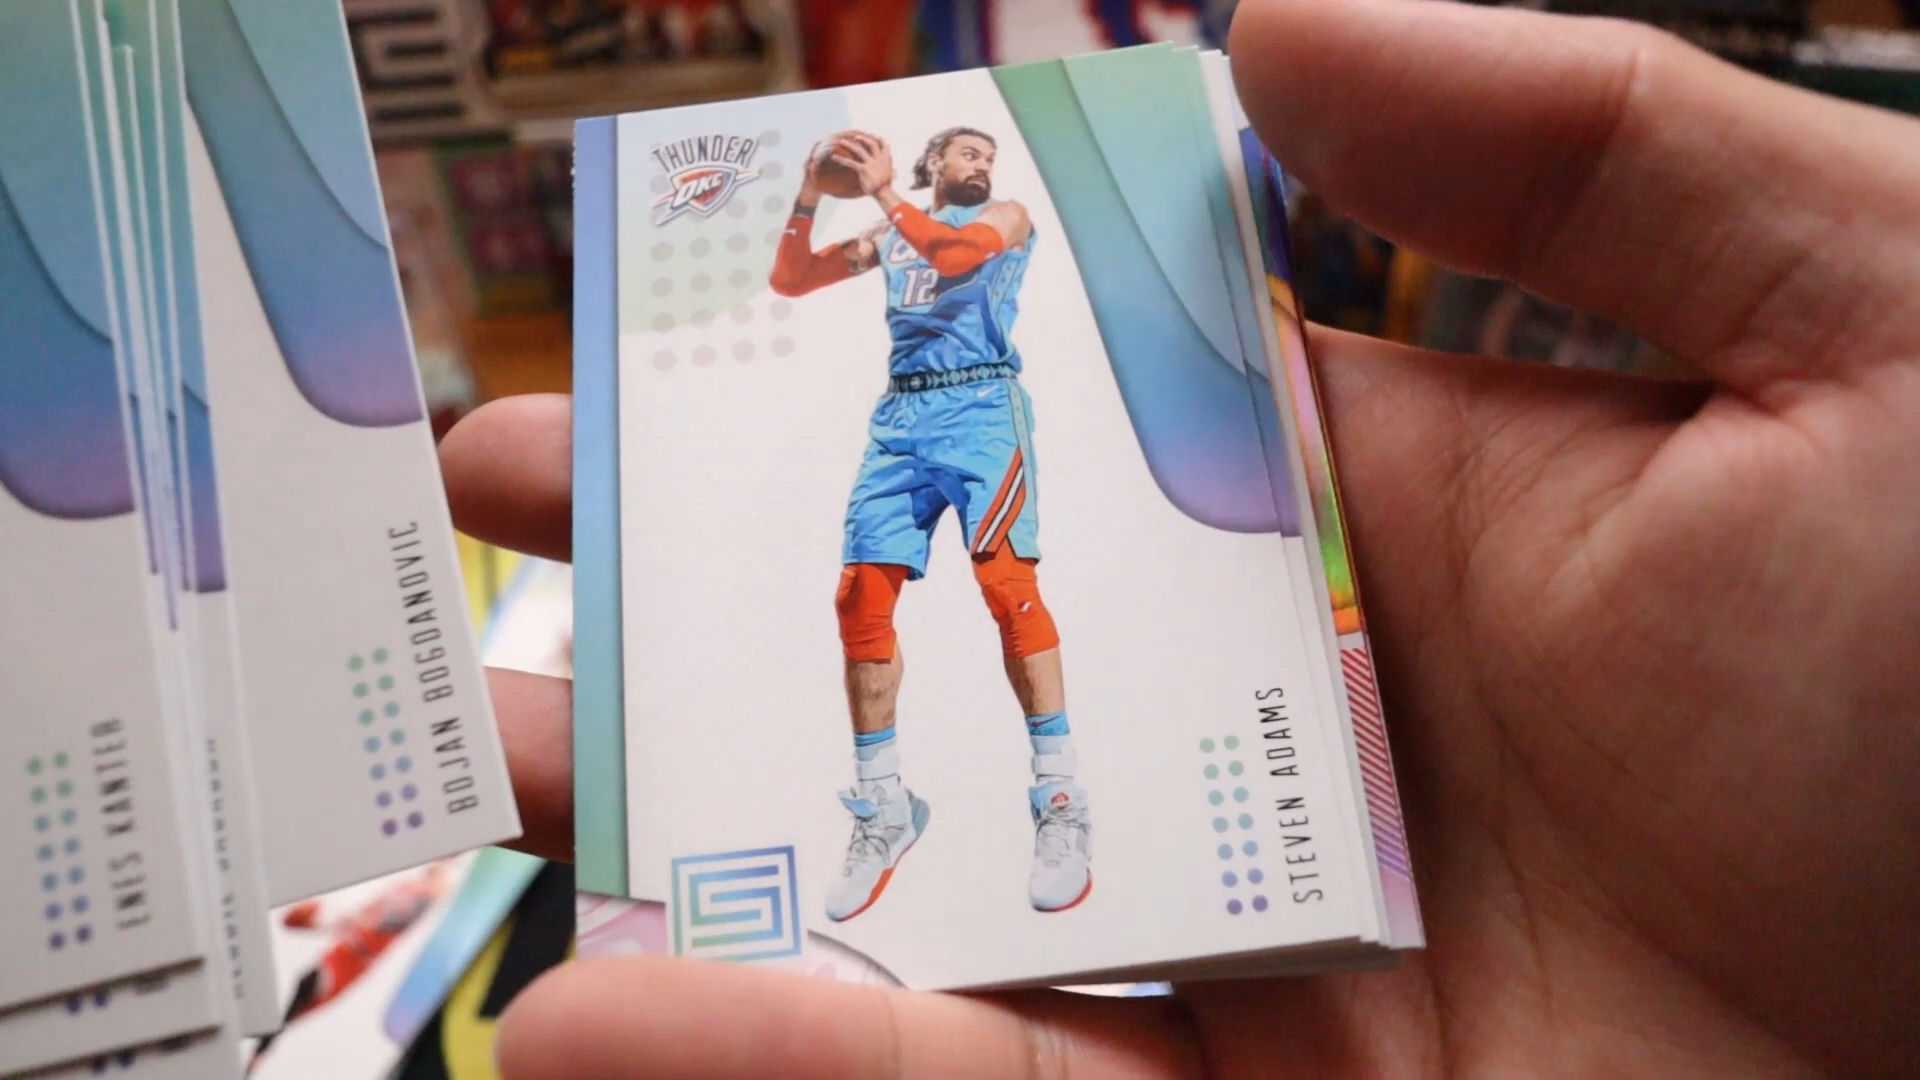 THUNDER
OKC
12
STEVEN ADAMS
BOJAN BOGDANOVIC
ENES KANTER